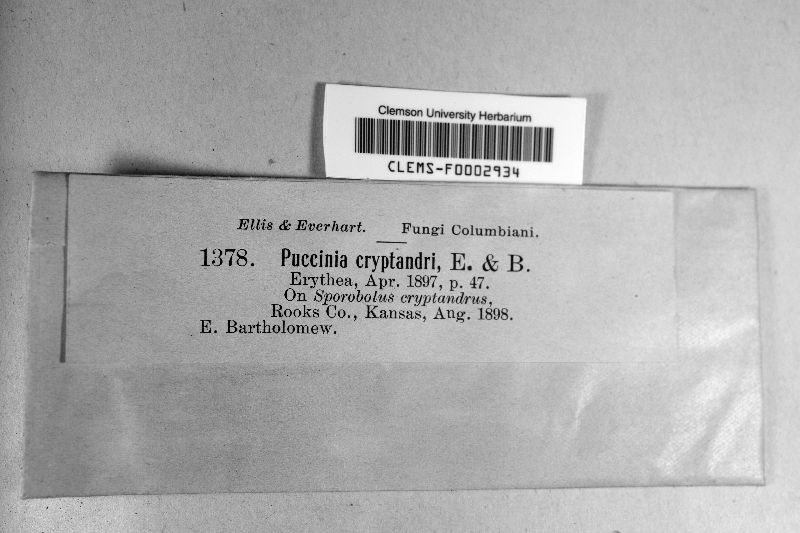 Clemson University Herbarium
CLEMS-F0002934
Ellis & Everhart. Fungi Columbiani.
1378. Puccinia cryptandri, E. & B.
Erythea, Apr. 1897, p. 47.
On Sporobolus cryptandrus,
Rooks Co., Kansas, Aug. 1898.
E. Bartholomew.